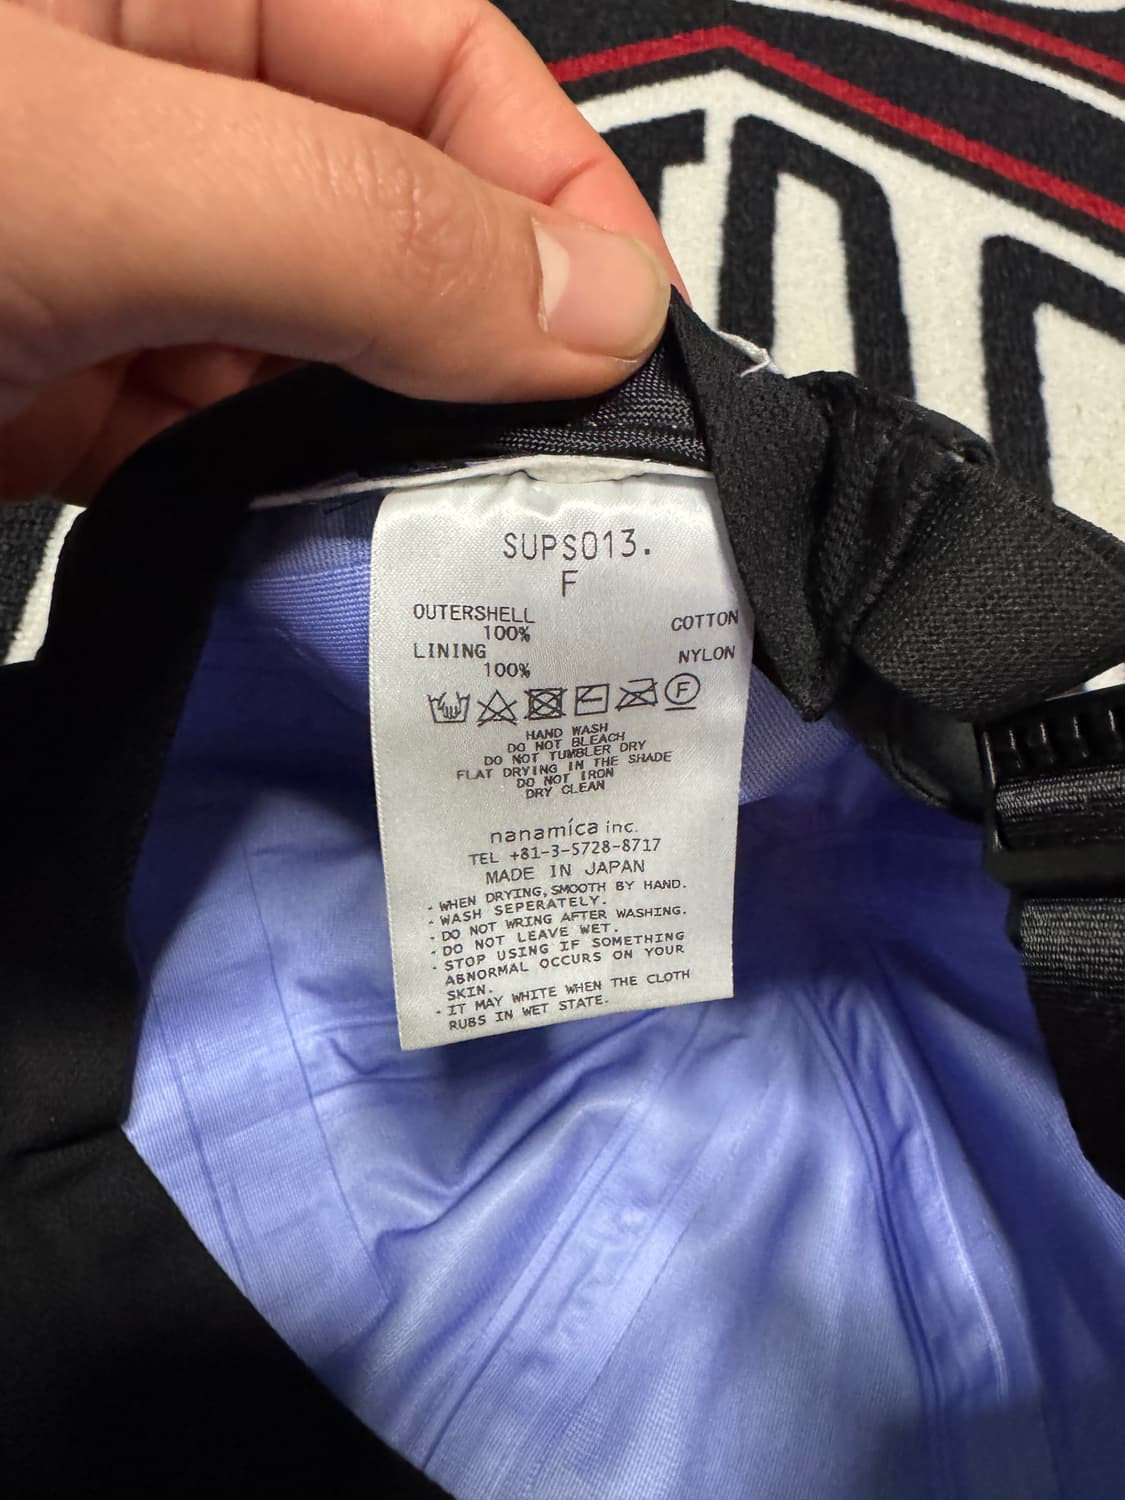 SUPS013.
F
OUTERSHELL COTTON
100%
LINING NYLON
100%
F
HAND WASH
DO NOT BLEACH
DO NOT TUMBLER DRY
FLAT DRYING IN THE SHADE
DO NOT IRON
DRY CLEAN
nanamíca inc.
TEL +81-3-5728-8717
MADE IN JAPAN
· WHEN DRYING, SMOOTH BY HAND.
· WASH SEPERATELY.
· DO NOT WRING AFTER WASHING.
· DO NOT LEAVE WET.
· STOP USING IF SOMETHING
ABNORMAL OCCURS ON YOUR
SKIN.
· IT MAY WHITE WHEN THE CLOTH
RUBS IN WET STATE.